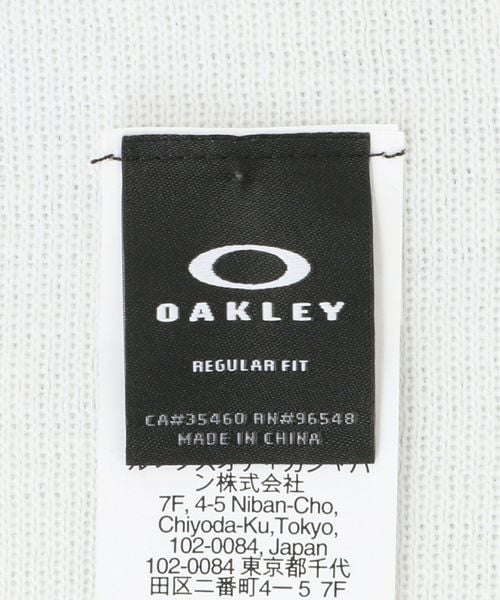 OAKLEY
REGULAR FIT
CA#35460 RN#96548
MADE IN CHINA
ン株式会社
7F, 4-5 Niban-Cho,
Chiyoda-Ku,Tokyo,
102-0084, Japan
102-0084 東京都千代
田区二番町4ー5 7F